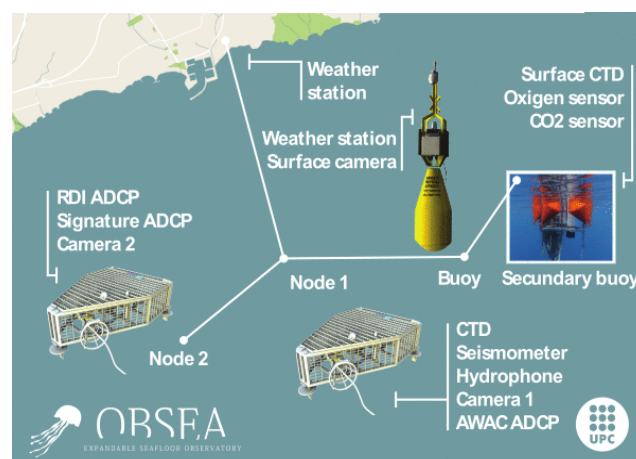 Weather
station
Surface CTD
Oxigen sensor
CO2 sensor
Weather station
Surface camera
RDI ADCP
Signature ADCP
Camera 2
Node 1
Buoy
Secundary buoy
Node 2
CTD
Seismometer
Hydrophone
Camera 1
AWAC ADCP
OBSEA
EXPANDABLE SEAFLOOR OBSERVATORY
UPC